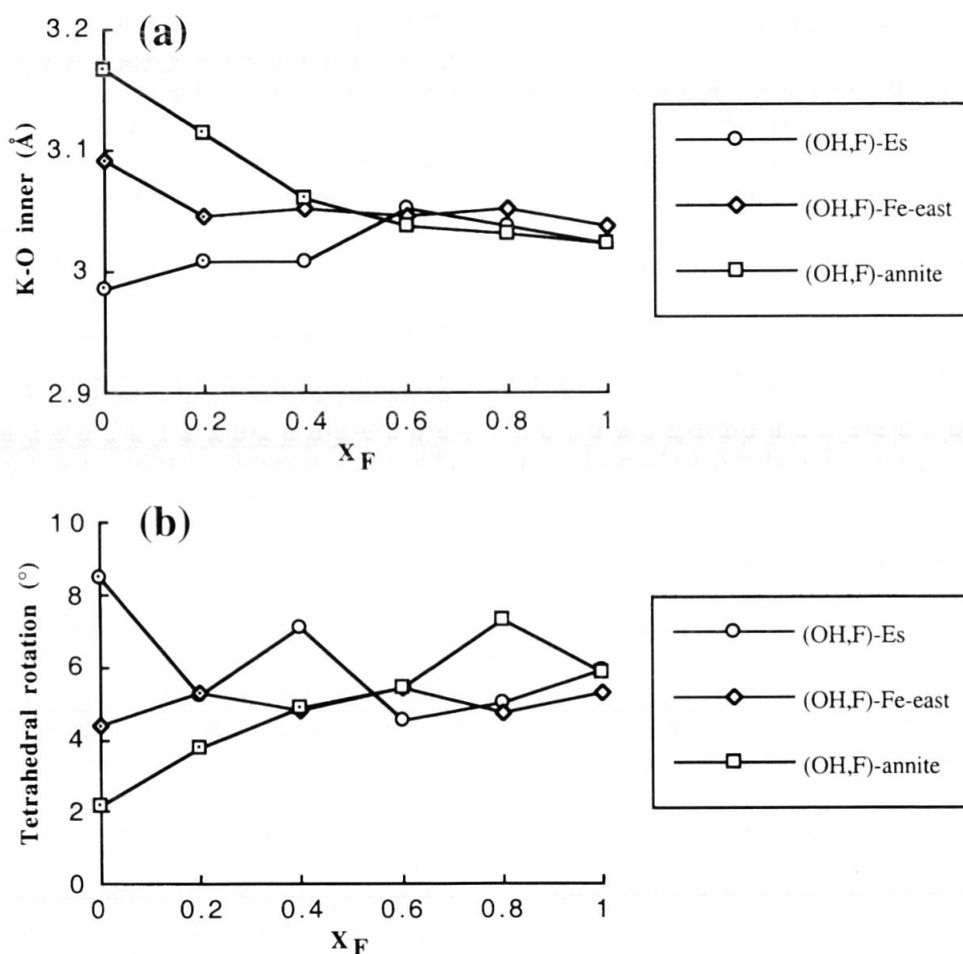 (a)
3.2
3.1
3
2.9
K-O inner (Å)
0 0.2 0.4 0.6 0.8 1
X F
(OH,F)-Es
(OH,F)-Fe-east
(OH,F)-annite
(b)
10
8
6
4
2
0
Tetrahedral rotation (°)
0 0.2 0.4 0.6 0.8 1
X F
(OH,F)-Es
(OH,F)-Fe-east
(OH,F)-annite